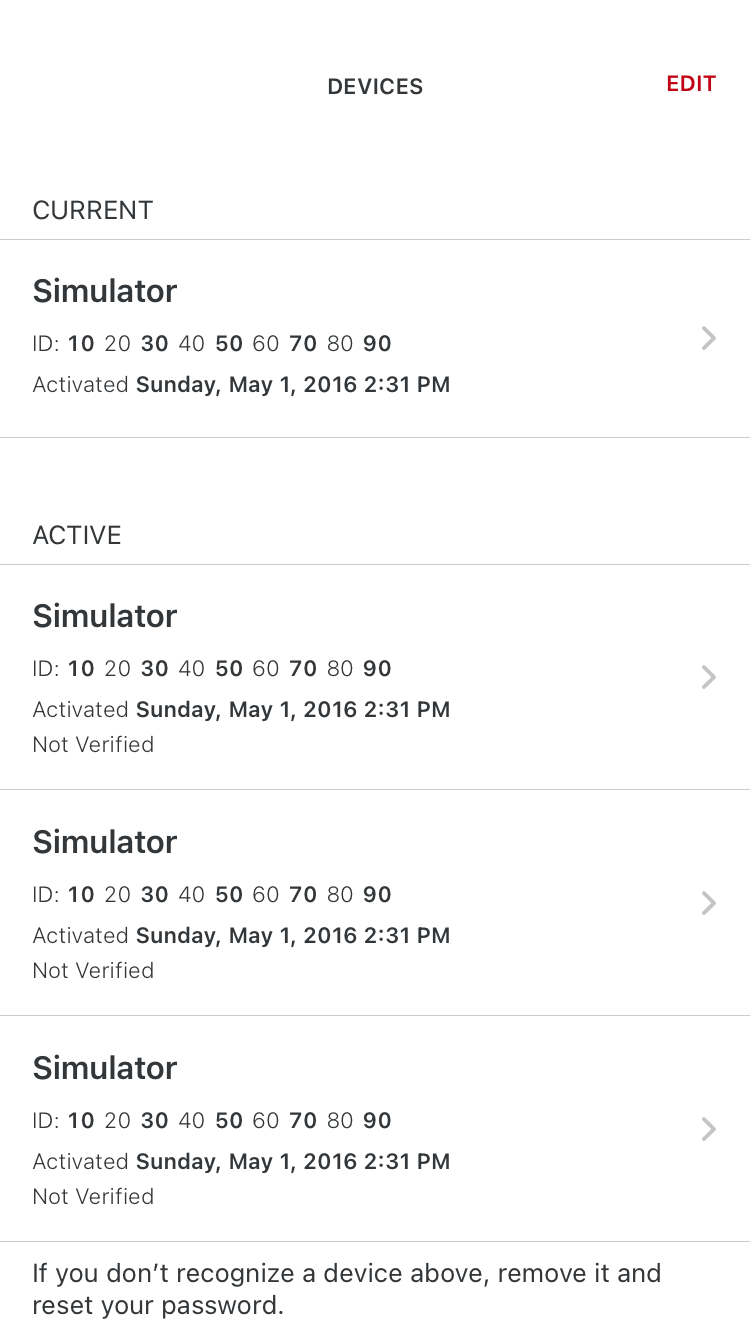 DEVICES
EDIT
CURRENT
Simulator
ID: 10 20 30 40 50 60 70 80 90
Activated Sunday, May 1, 2016 2:31 PM
ACTIVE
Simulator
ID: 10 20 30 40 50 60 70 80 90
Activated Sunday, May 1, 2016 2:31 PM
Not Verified
Simulator
ID: 10 20 30 40 50 60 70 80 90
Activated Sunday, May 1, 2016 2:31 PM
Not Verified
Simulator
ID: 10 20 30 40 50 60 70 80 90
Activated Sunday, May 1, 2016 2:31 PM
Not Verified
If you don’t recognize a device above, remove it and
reset your password.